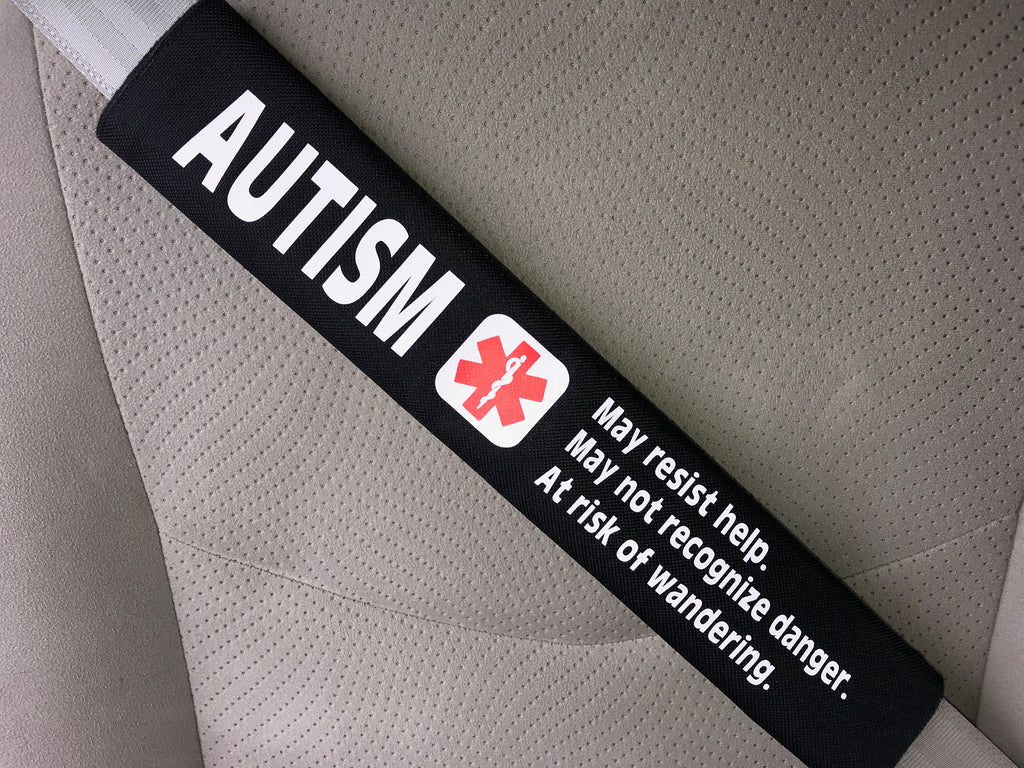 AUTISM
May resist help.
May not recognize danger.
At risk of wandering.